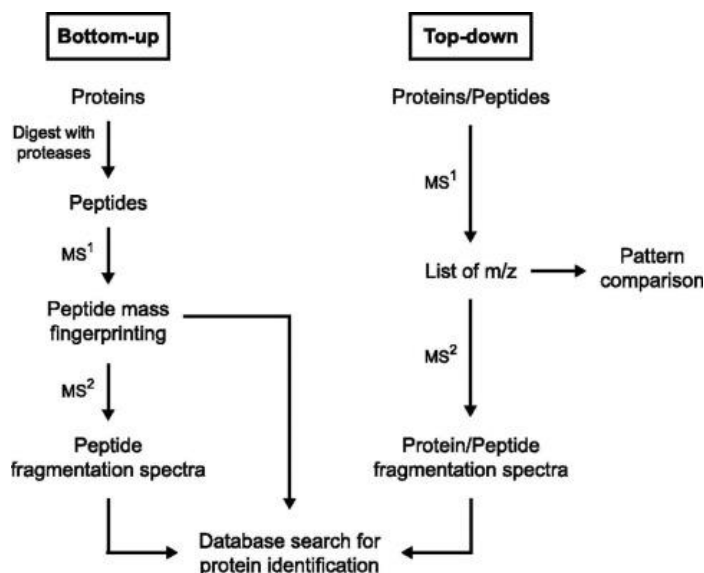 Bottom-up
Proteins
Digest with
proteases
Peptides
MS¹
Peptide mass
fingerprinting
MS²
Peptide
fragmentation spectra
Top-down
Proteins/Peptides
MS¹
List of m/z
Pattern
comparison
MS²
Protein/Peptide
fragmentation spectra
Database search for
protein identification